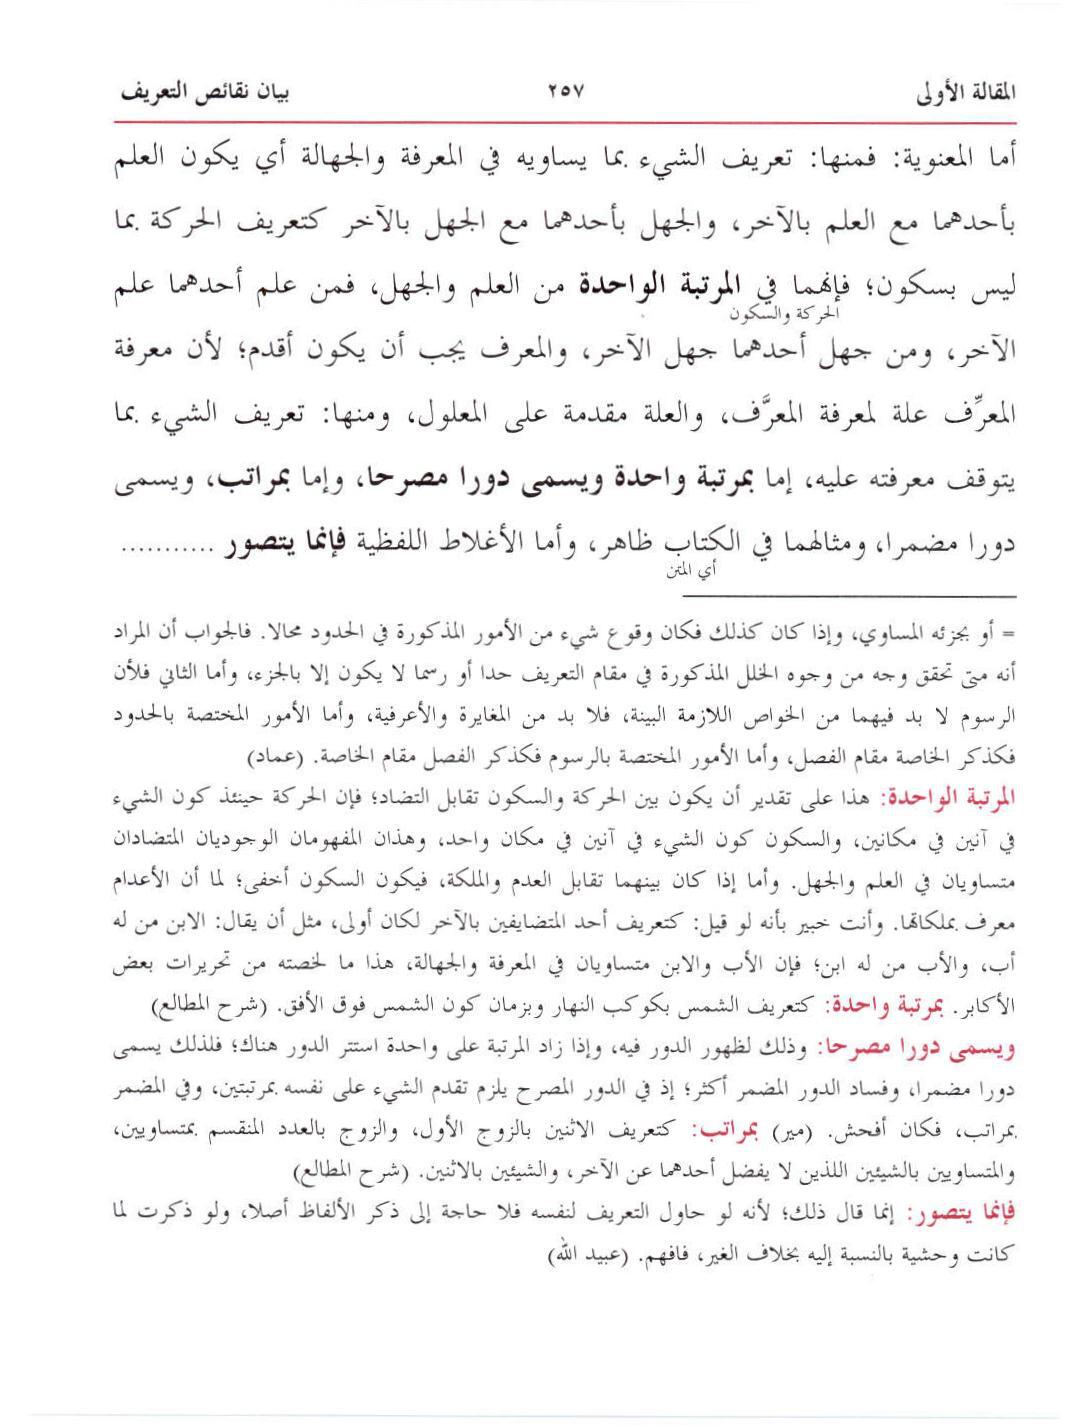 المقالة الأولى ٢٥٧ بيان نقائص التعريف
أما المعنوية: فمنها: تعريف الشيء بما يساويه في المعرفة والجهالة أي يكون العلم
بأحدهما مع العلم بالآخر، والجهل بأحدهما مع الجهل بالآخر كتعريف الحركة بما
ليس بسكون؛ فإنهما في المرتبة الواحدة من العلم والجهل، فمن علم أحدهما علم
الحركة والسكون
الآخر، ومن جهل أحدهما جهل الآخر، والمعرف يجب أن يكون أقدم؛ لأن معرفة
المعرِّف علة لمعرفة المعرَّف، والعلة مقدمة على المعلول، ومنها: تعريف الشيء بما
يتوقف معرفته عليه، إما بمرتبة واحدة ويسمى دورا مصرحا، وإما بمراتب، ويسمى
دورا مضمرا، ومثالهما في الكتاب ظاهر، وأما الأغلاط اللفظية فإنما يتصور ...........
أي المتن
= أو بجزئه المساوي، وإذا كان كذلك فكان وقوع شيء من الأمور المذكورة في الحدود محالا. فالجواب أن المراد
أنه متى تحقق وجه من وجوه الخلل المذكورة في مقام التعريف حدا أو رسما لا يكون إلا بالجزء، وأما الثاني فلأن
الرسوم لا بد فيهما من الخواص اللازمة البينة، فلا بد من المغايرة والأعرفية، وأما الأمور المختصة بالحدود
فكذكر الخاصة مقام الفصل، وأما الأمور المختصة بالرسوم فكذكر الفصل مقام الخاصة. (عماد)
المرتبة الواحدة: هذا على تقدير أن يكون بين الحركة والسكون تقابل التضاد؛ فإن الحركة حينئذ كون الشيء
في آنين في مكانين، والسكون كون الشيء في آنين في مكان واحد، وهذان المفهومان الوجوديان المتضادان
متساويان في العلم والجهل. وأما إذا كان بينهما تقابل العدم والملكة، فيكون السكون أخفى؛ لما أن الأعدام
معرف بملكاتها. وأنت خبير بأنه لو قيل: كتعريف أحد المتضايفين بالآخر لكان أولى، مثل أن يقال: الابن من له
أب، والأب من له ابن؛ فإن الأب والابن متساويان في المعرفة والجهالة، هذا ما لخصته من تحريرات بعض
الأكابر. بمرتبة واحدة: كتعريف الشمس بكوكب النهار وبزمان كون الشمس فوق الأفق. (شرح المطالع)
ويسمى دورا مصرحا: وذلك لظهور الدور فيه، وإذا زاد المرتبة على واحدة استتر الدور هناك؛ فلذلك يسمى
دورا مضمرا، وفساد الدور المضمر أكثر؛ إذ في الدور المصرح يلزم تقدم الشيء على نفسه بمرتبتين، وفي المضمر
بمراتب، فكان أفحش. (مير) بمراتب: كتعريف الاثنين بالزوج الأول، والزوج بالعدد المنقسم بمتساويين،
والمتساويين بالشيئين اللذين لا يفضل أحدهما عن الآخر، والشيئين بالاثنين. (شرح المطالع)
فإنما يتصور: إنما قال ذلك؛ لأنه لو حاول التعريف لنفسه فلا حاجة إلى ذكر الألفاظ أصلا، ولو ذكرت لما
كانت وحشية بالنسبة إليه بخلاف الغير، فافهم. (عبيد الله)